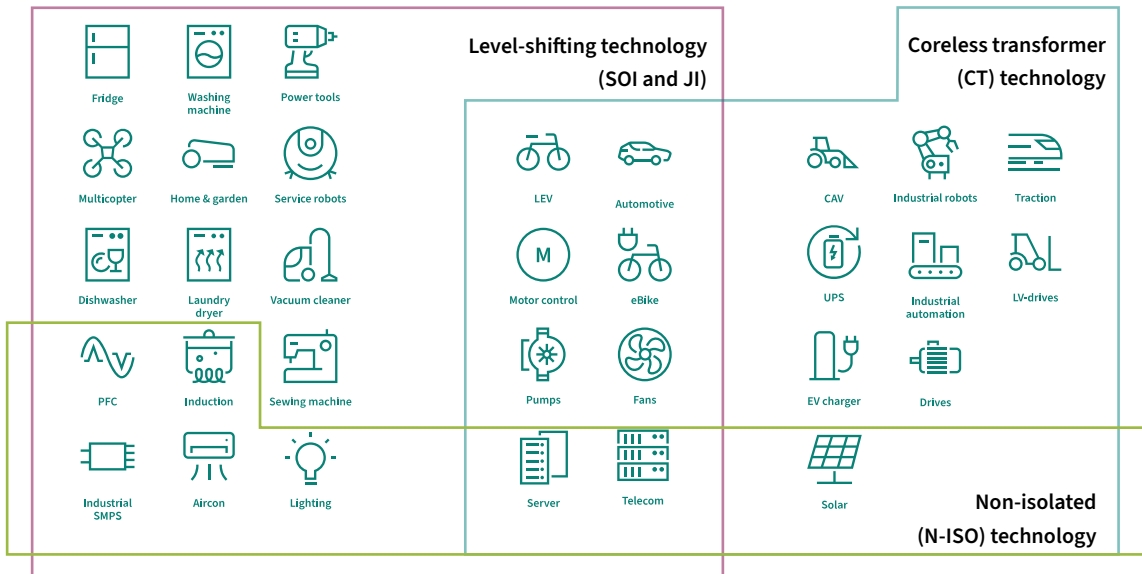 Level-shifting technology
(SOI and JI)
Coreless transformer
(CT) technology
Fridge
Washing
machine
Power tools
Multicopter
Home & garden
Service robots
LEV
Automotive
CAV
Industrial robots
Traction
Dishwasher
Laundry
dryer
Vacuum cleaner
M
Motor control
eBike
UPS
Industrial
automation
LV-drives
PFC
Induction
Sewing machine
Pumps
Fans
EV charger
Drives
Industrial
SMPS
Aircon
Lighting
Server
Telecom
Solar
Non-isolated
(N-ISO) technology